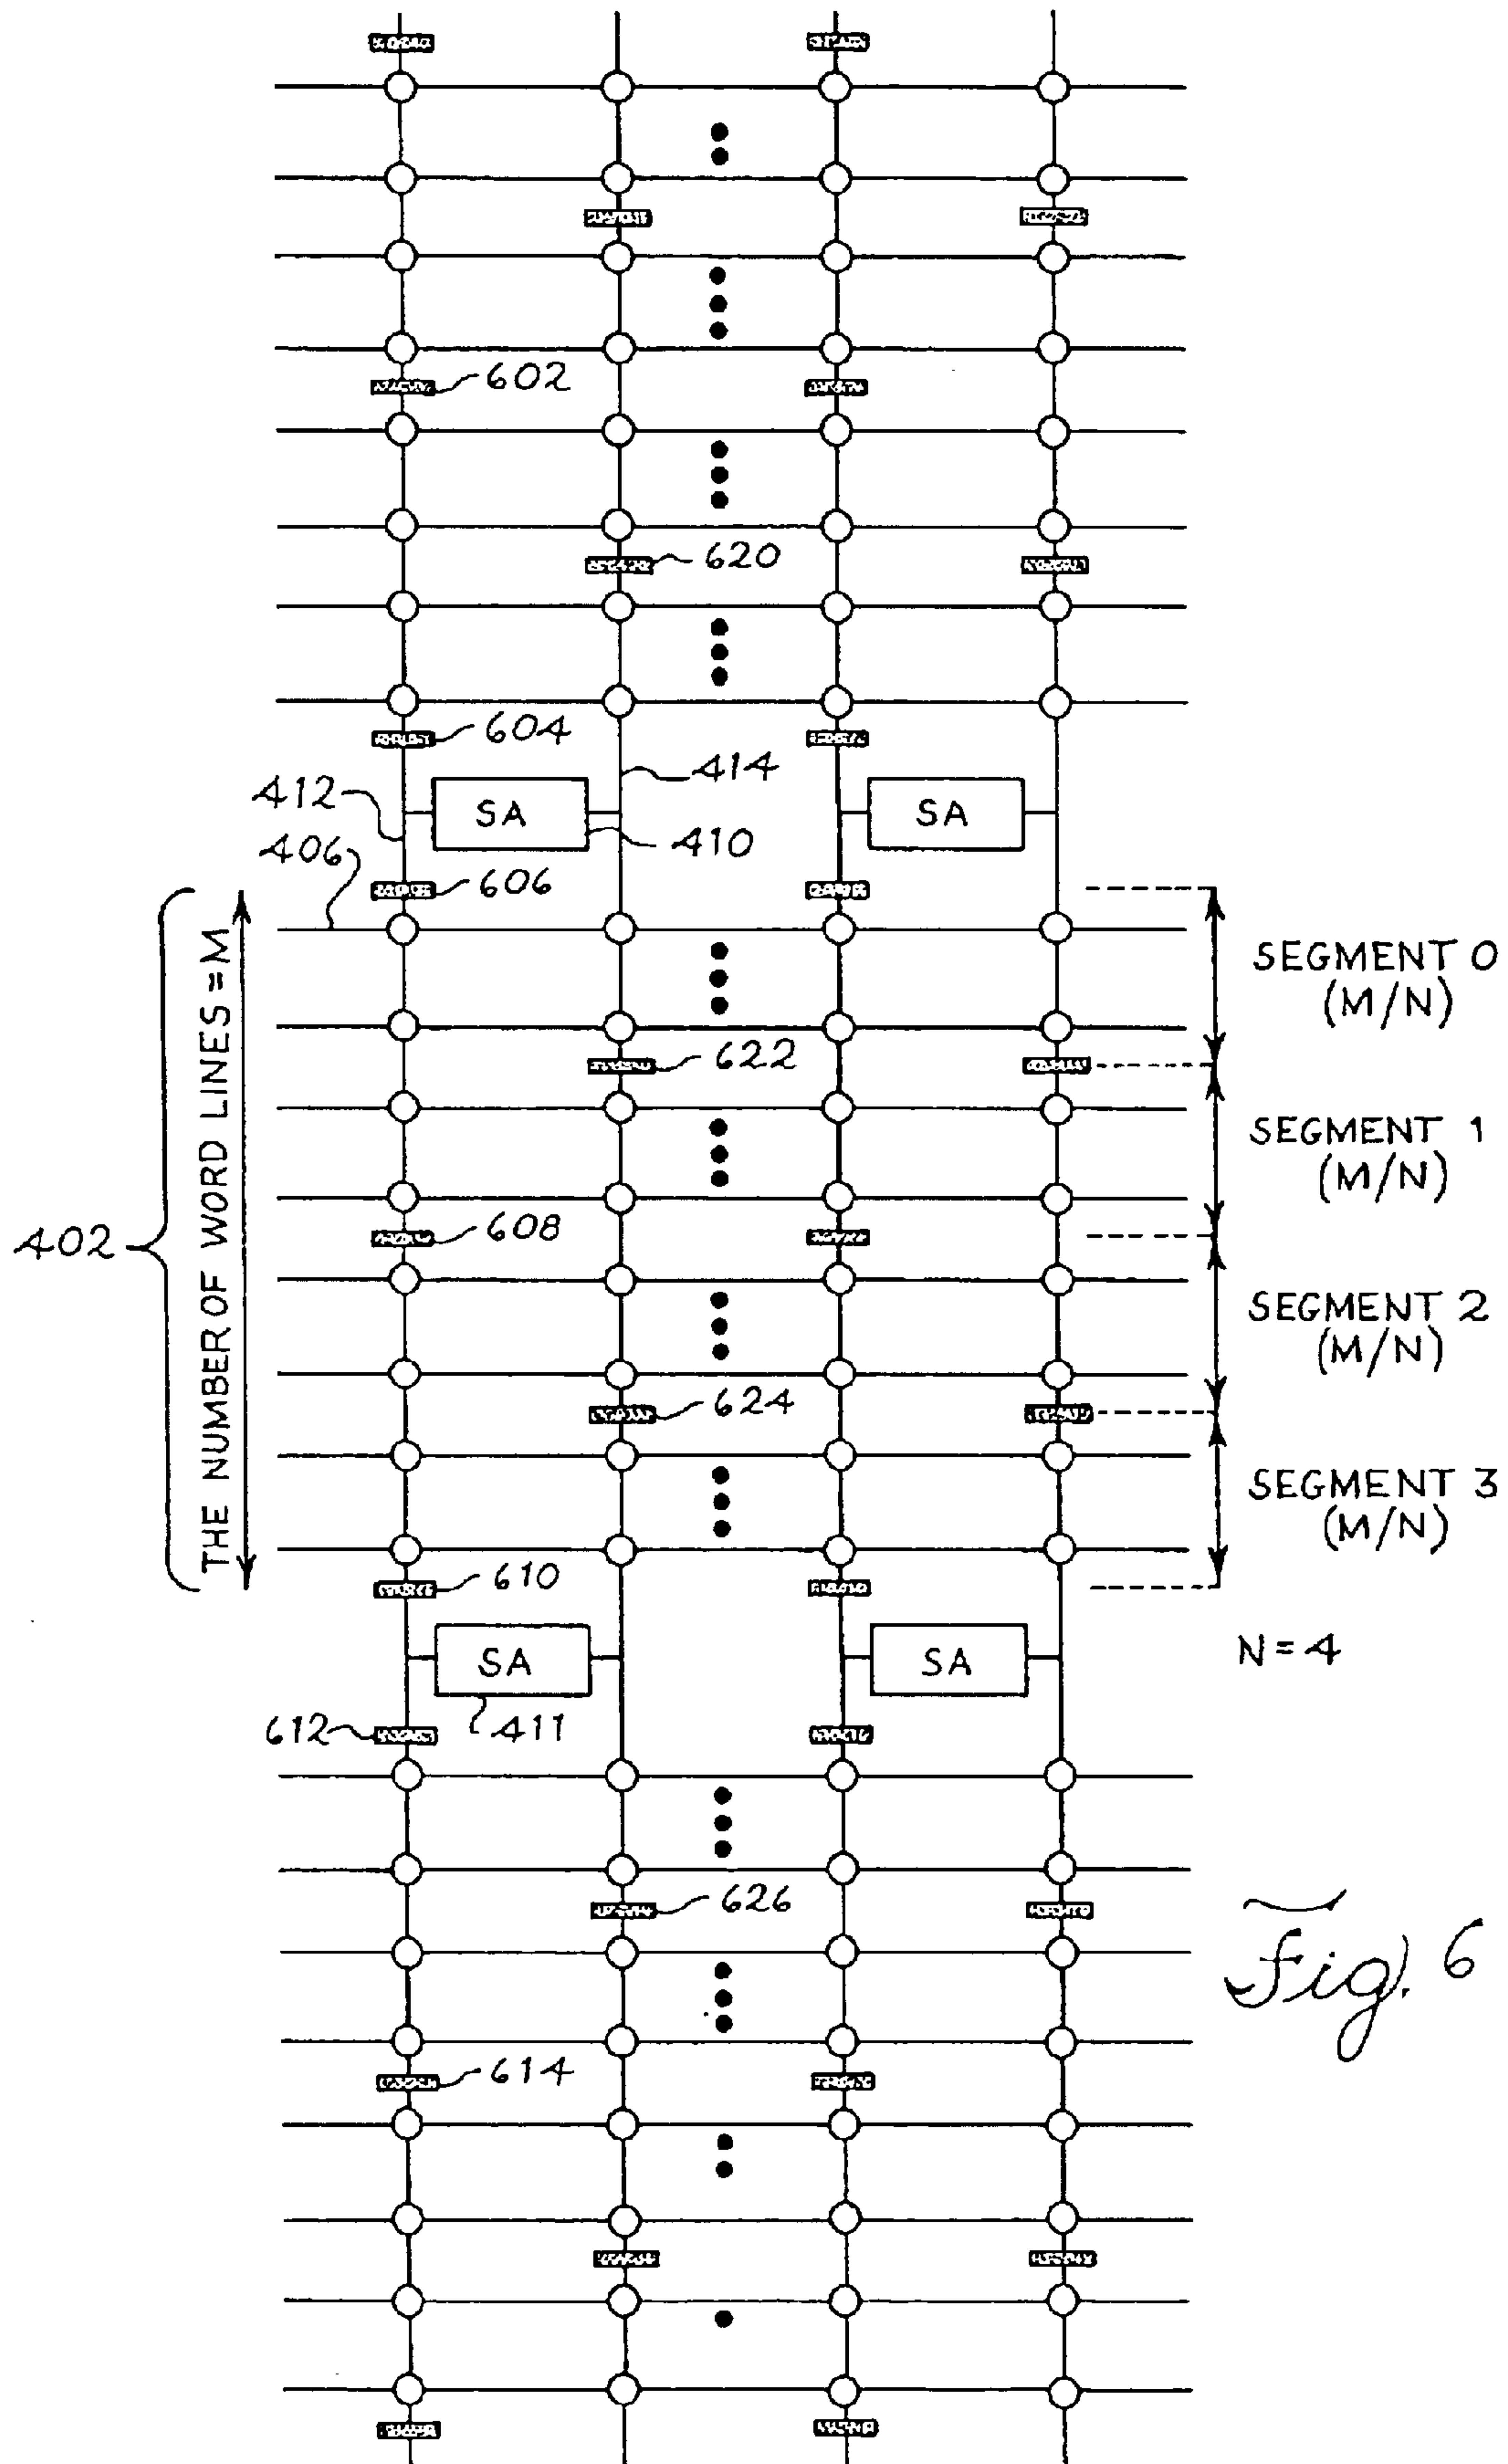 602
620
604
414
412
SA
SA
410
406
606
402
THE NUMBER OF WORD LINES = M
SEGMENT 0
(M/N)
622
SEGMENT 1
(M/N)
608
SEGMENT 2
(M/N)
624
SEGMENT 3
(M/N)
610
N = 4
SA
SA
612
411
626
Fig. 6
614